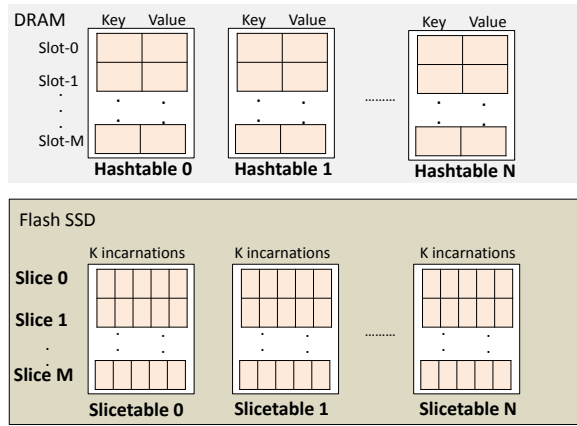 DRAM
Key Value Key Value Key Value
Slot-0
Slot-1
.
.
.
Slot-M
.........
Hashtable 0 Hashtable 1 Hashtable N
Flash SSD
K incarnations K incarnations K incarnations
Slice 0
Slice 1
.
.
Slice M
.........
Slicetable 0 Slicetable 1 Slicetable N